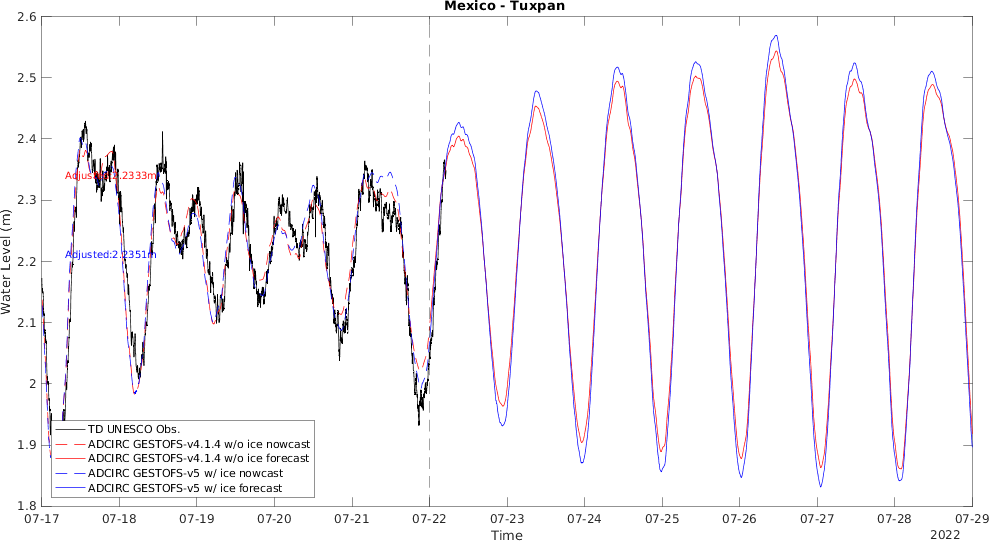 Mexico - Tuxpan
2.6
2.5
2.4
2.3
2.2
2.1
2
1.9
1.8
Water Level (m)
Adjusted:2.2333m
Adjusted:2.2351m
TD UNESCO Obs.
ADCIRC GESTOFS-v4.1.4 w/o ice nowcast
ADCIRC GESTOFS-v4.1.4 w/o ice forecast
ADCIRC GESTOFS-v5 w/ ice nowcast
ADCIRC GESTOFS-v5 w/ ice forecast
07-17 07-18 07-19 07-20 07-21 07-22 07-23 07-24 07-25 07-26 07-27 07-28 07-29
Time
2022